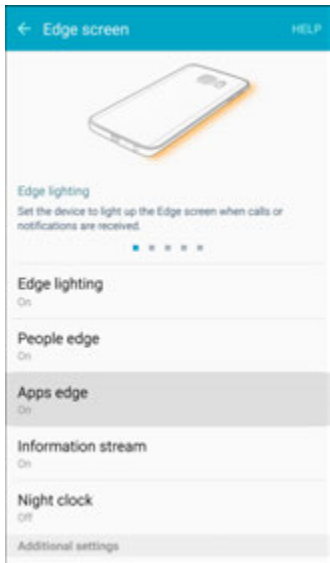 Edge screen HELP
Edge lighting
Set the device to light up the Edge screen when calls or
notifications are received.
Edge lighting
On
People edge
On
Apps edge
On
Information stream
On
Night clock
Off
Additional settings